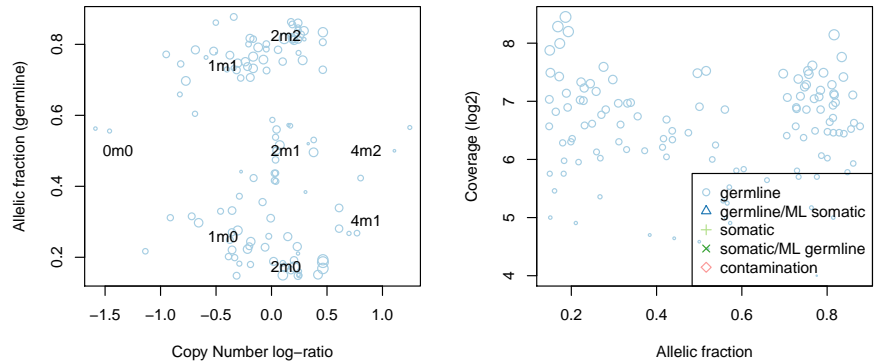 0.8
0.6
0.4
0.2
Allelic fraction (germline)
2m2
1m1
0m0
2m1
4m2
4m1
1m0
2m0
−1.5
−1.0
−0.5
0.0
0.5
1.0
Copy Number log−ratio
8
7
6
5
4
Coverage (log2)
germline
germline/ML somatic
somatic
somatic/ML germline
contamination
0.2
0.4
0.6
0.8
Allelic fraction